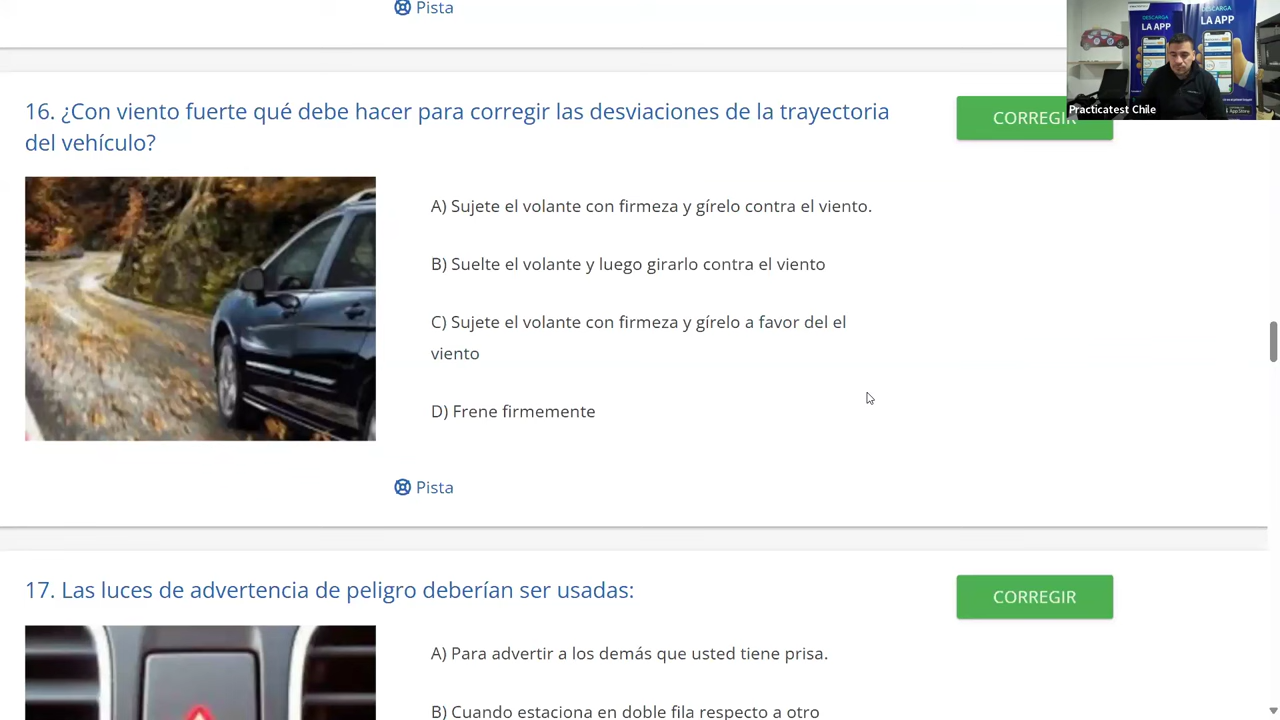 Pista
DESCARGA
LA APP
DESCARGA
LA APP
Practicatest Chile
16. ¿Con viento fuerte qué debe hacer para corregir las desviaciones de la trayectoria
del vehículo?
CORREGIR
A) Sujete el volante con firmeza y gírelo contra el viento.
B) Suelte el volante y luego girarlo contra el viento
C) Sujete el volante con firmeza y gírelo a favor del el
viento
D) Frene firmemente
Pista
17. Las luces de advertencia de peligro deberían ser usadas:
CORREGIR
A) Para advertir a los demás que usted tiene prisa.
B) Cuando estaciona en doble fila respecto a otro